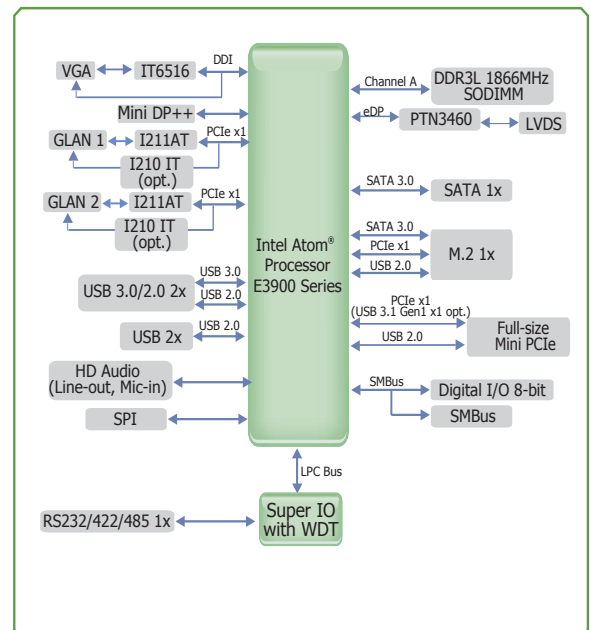 DDI
VGA
IT6516
Mini DP++
PCIe x1
GLAN 1
I211AT
I210 IT
(opt.)
PCIe x1
GLAN 2
I211AT
I210 IT
(opt.)
USB 3.0
USB 3.0/2.0 2x
USB 2.0
USB 2.0
USB 2x
HD Audio
(Line-out, Mic-in)
SPI
Intel Atom®
Processor
E3900 Series
Channel A
DDR3L 1866MHz
SODIMM
eDP
PTN3460
LVDS
SATA 3.0
SATA 1x
SATA 3.0
PCIe x1
M.2 1x
USB 2.0
PCIe x1
(USB 3.1 Gen1 x1 opt.)
Full-size
Mini PCIe
USB 2.0
SMBus
Digital I/O 8-bit
SMBus
LPC Bus
Super IO
with WDT
RS232/422/485 1x